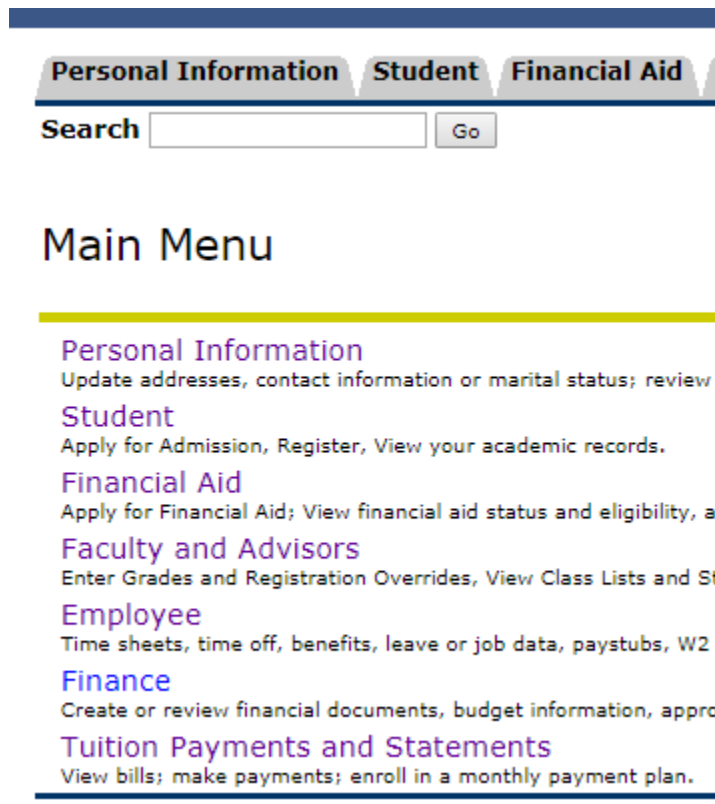 Personal Information Student Financial Aid
Search Go
Main Menu
Personal Information
Update addresses, contact information or marital status; review
Student
Apply for Admission, Register, View your academic records.
Financial Aid
Apply for Financial Aid; View financial aid status and eligibility, a
Faculty and Advisors
Enter Grades and Registration Overrides, View Class Lists and St
Employee
Time sheets, time off, benefits, leave or job data, paystubs, W2
Finance
Create or review financial documents, budget information, appro
Tuition Payments and Statements
View bills; make payments; enroll in a monthly payment plan.